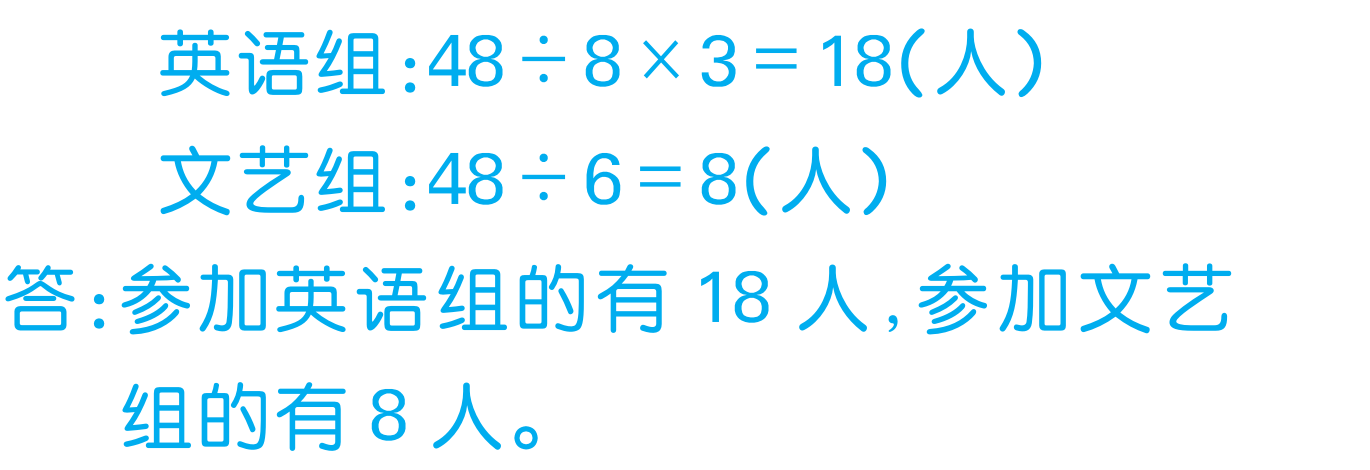 英语组:48÷8×3=18(人)
文艺组:48÷6=8(人)
答:参加英语组的有 18 人,参加文艺
组的有 8 人。